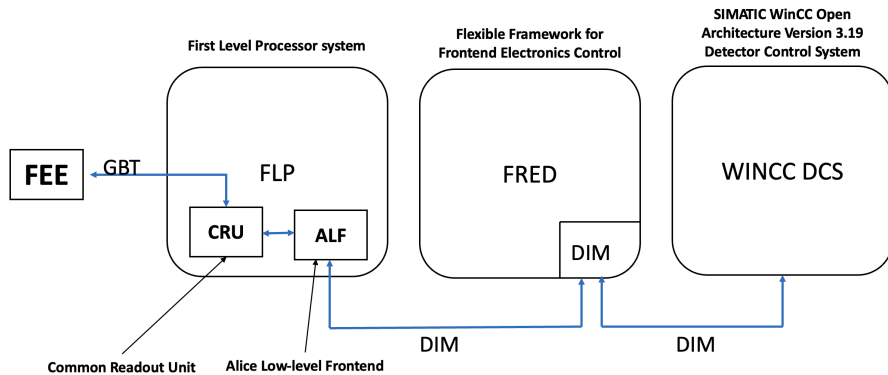 First Level Processor system
Flexible Framework for
Frontend Electronics Control
SIMATIC WinCC Open
Architecture Version 3.19
Detector Control System
FEE
GBT
FLP
FRED
WINCC DCS
CRU
ALF
DIM
DIM
DIM
Common Readout Unit
Alice Low-level Frontend